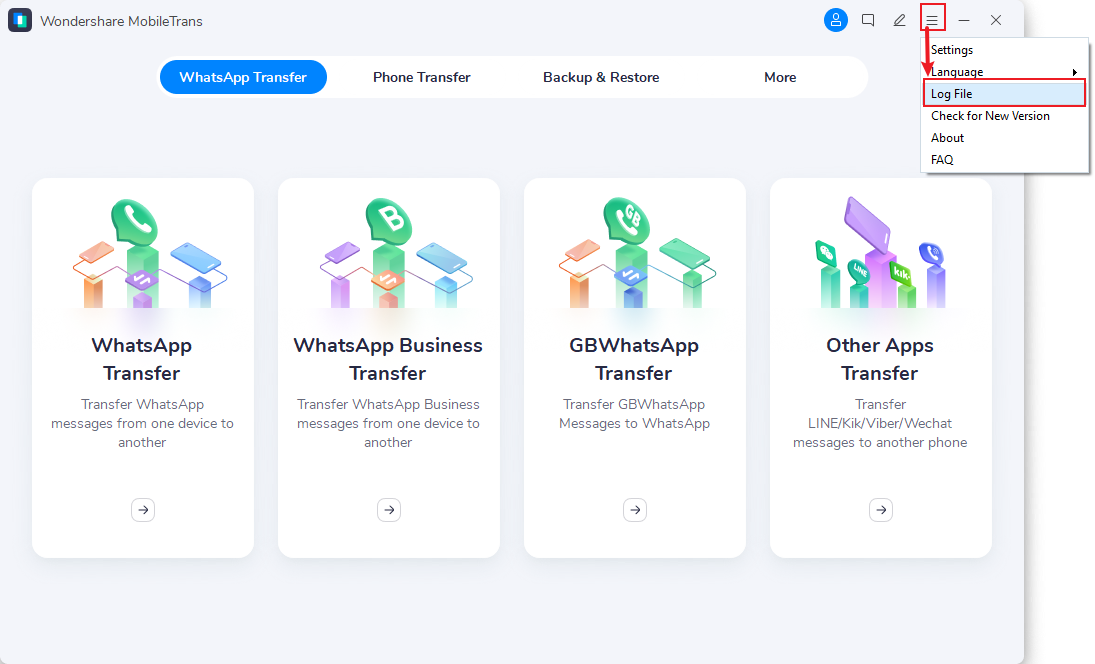 Wondershare MobileTrans
WhatsApp Transfer
Phone Transfer
Backup & Restore
More
Settings
Language
Log File
Check for New Version
About
FAQ
B
GB
LINE
kik
WhatsApp
Transfer
Transfer WhatsApp
messages from one device to
another
WhatsApp Business
Transfer
Transfer WhatsApp Business
messages from one device to
another
GBWhatsApp
Transfer
Transfer GBWhatsApp
Messages to WhatsApp
Other Apps
Transfer
Transfer
LINE/Kik/Viber/Wechat
messages to another phone